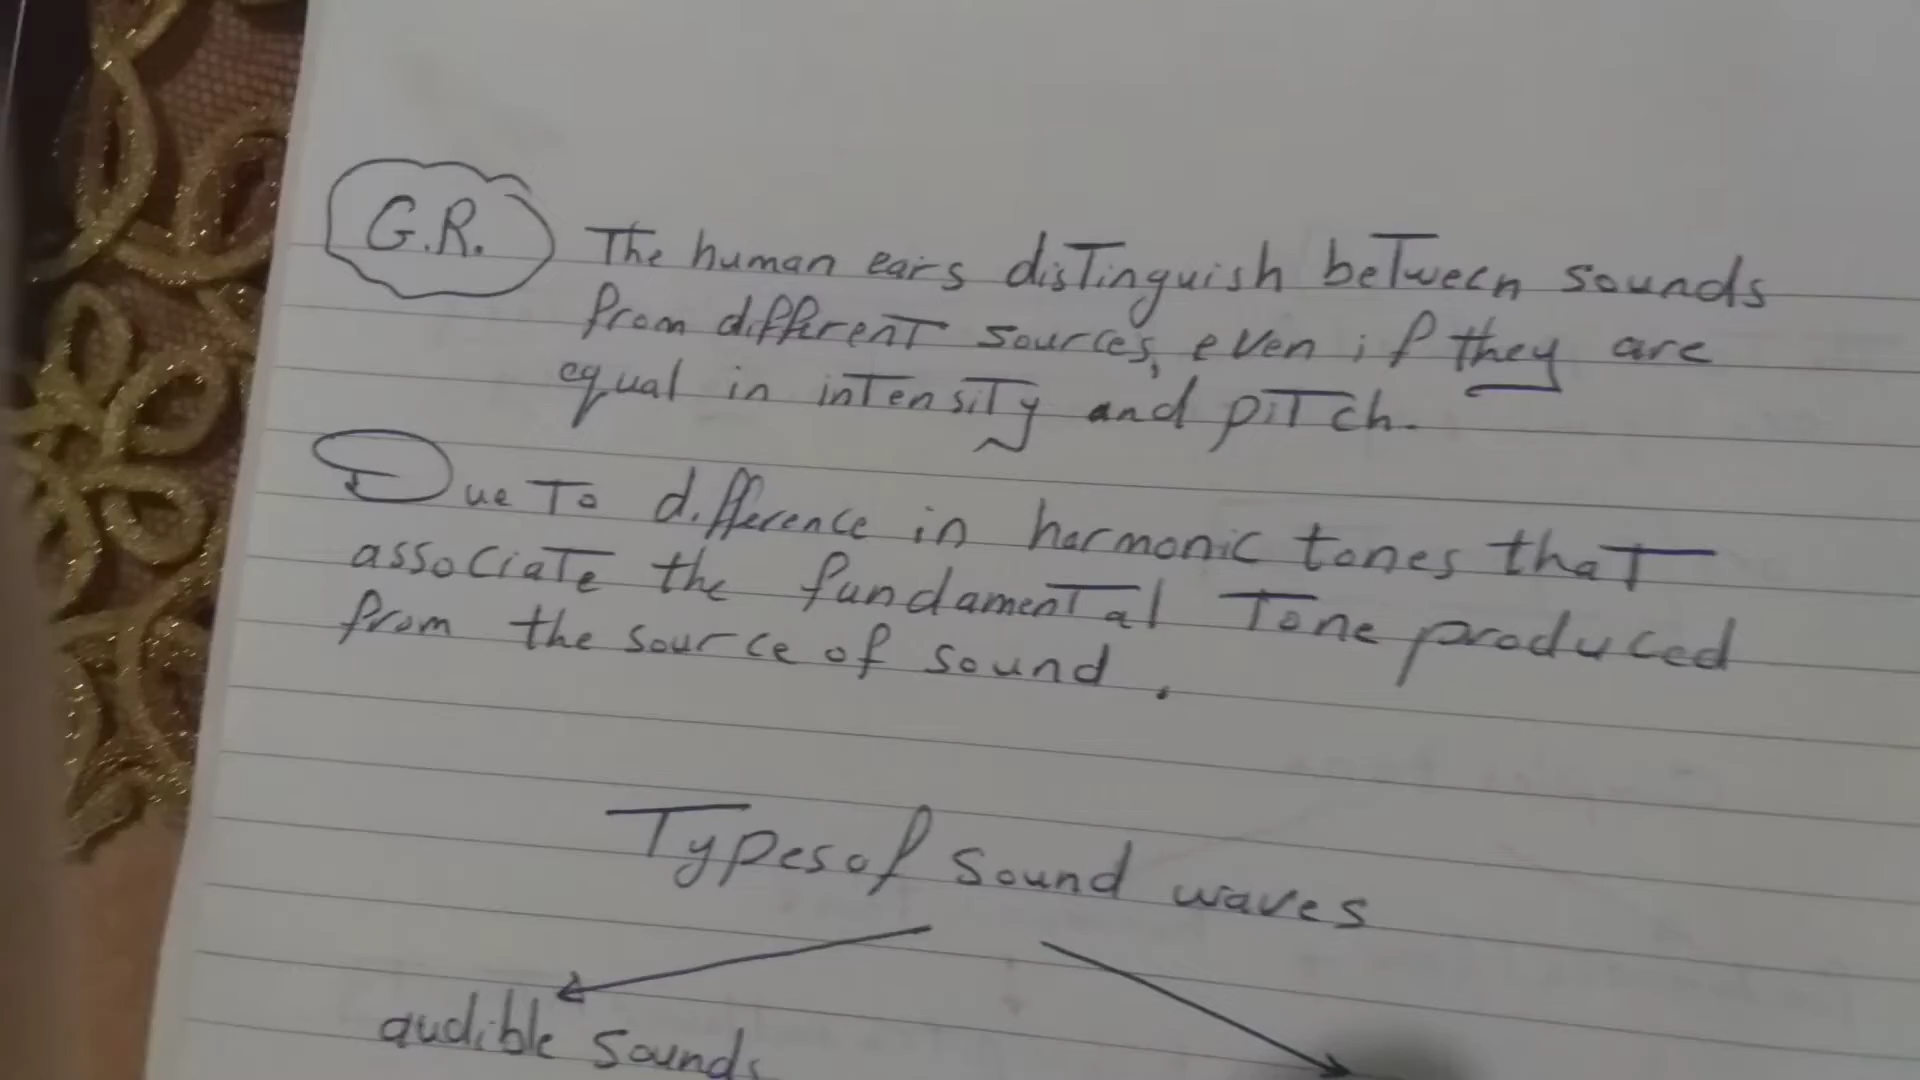 G.R. The human ears distinguish between sounds
from different sources, even if they are
equal in intensity and pitch.
Due To difference in harmonic tones that
associate the fundamental Tone produced
from the source of sound.
Types of Sound waves
audible sounds